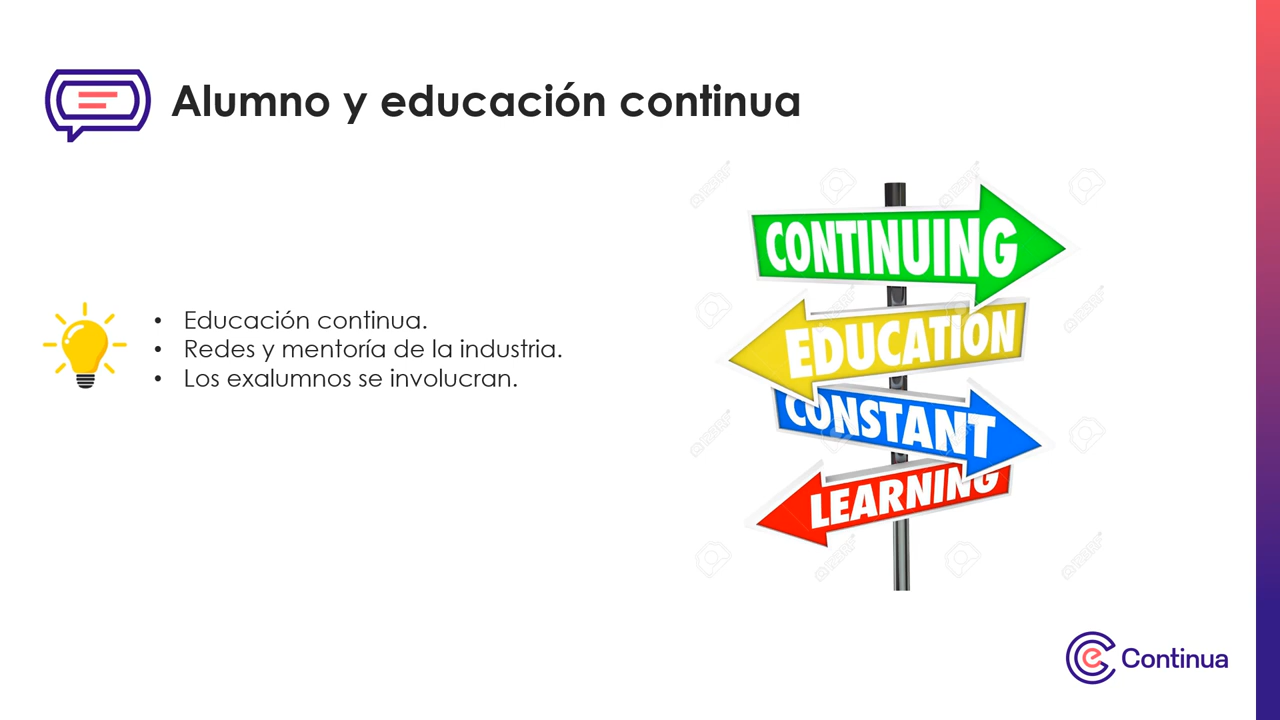 Alumno y educación continua
• Educación continua.
• Redes y mentoría de la industria.
• Los exalumnos se involucran.
CONTINUING
EDUCATION
CONSTANT
LEARNING
e Continua